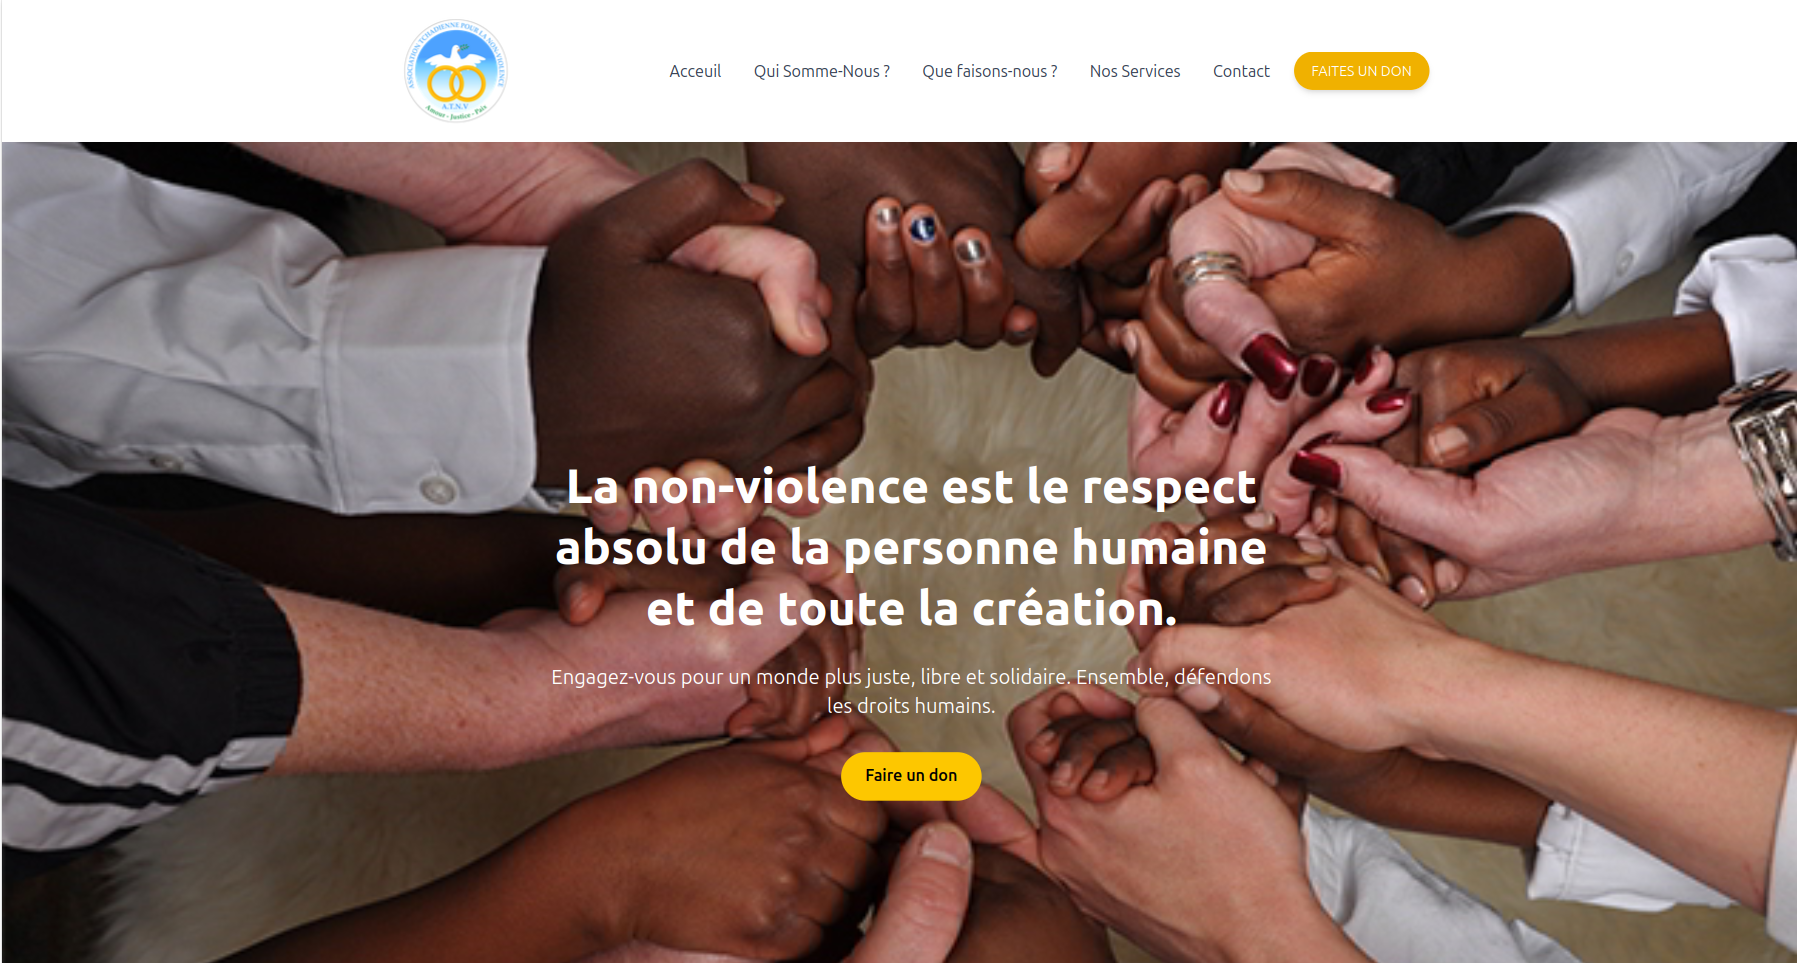 ASSOCIATION TCHADIENNE POUR LA NON-VIOLENCE
A.T.N.V
Amour - Justice - Paix
Acceuil
Qui Somme-Nous ?
Que faisons-nous ?
Nos Services
Contact
FAITES UN DON
La non-violence est le respect
absolu de la personne humaine
et de toute la création.
Engagez-vous pour un monde plus juste, libre et solidaire. Ensemble, défendons
les droits humains.
Faire un don